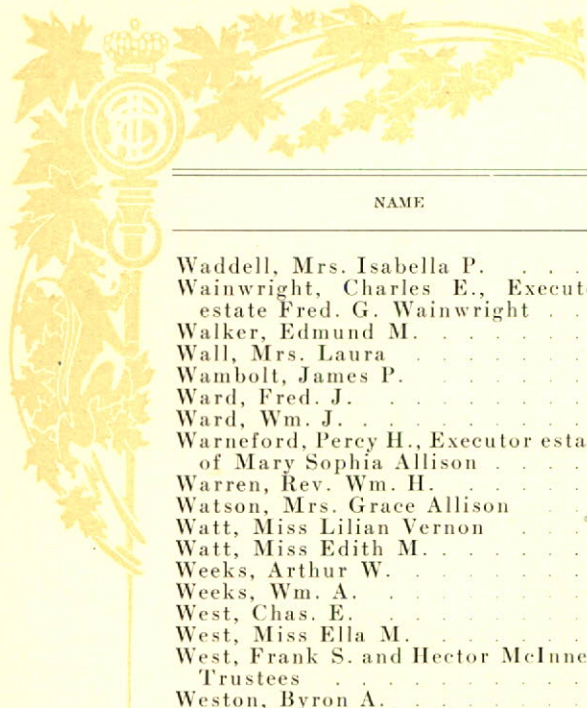 NAME
Waddell, Mrs. Isabella P. . . .
Wainwright, Charles E., Execut
estate Fred. G. Wainwright . .
Walker, Edmund M. . . . . . .
Wall, Mrs. Laura . . . . . . .
Wambolt, James P. . . . . . .
Ward, Fred. J. . . . . . . . .
Ward, Wm. J. . . . . . . . . .
Warneford, Percy H., Executor esta
of Mary Sophia Allison . . . .
Warren, Rev. Wm. H. . . . . .
Watson, Mrs. Grace Allison . .
Watt, Miss Lilian Vernon . . .
Watt, Miss Edith M. . . . . . .
Weeks, Arthur W. . . . . . . .
Weeks, Wm. A. . . . . . . . .
West, Chas. E. . . . . . . . .
West, Miss Ella M. . . . . . .
West, Frank S. and Hector McInne
Trustees . . . . . . . . . .
Weston, Byron A. . . . . . . .